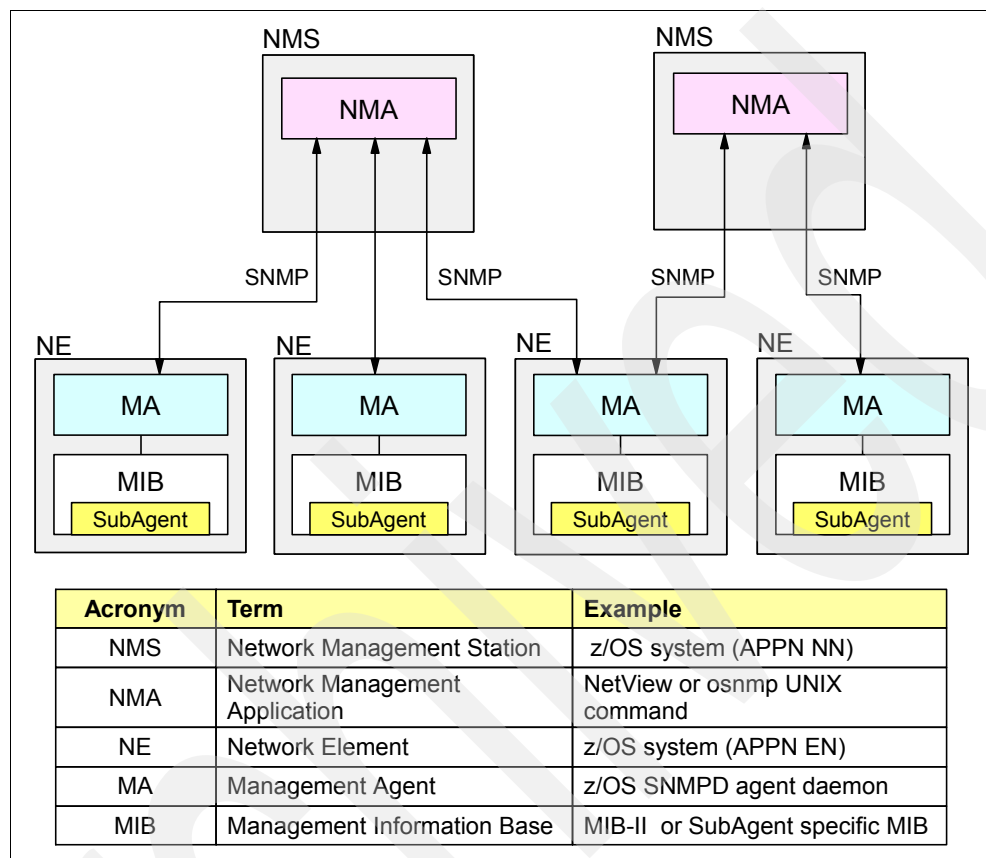 NMS
NMS
NMA
NMA
SNMP
SNMP
SNMP
SNMP
NE
NE
NE
NE
MA
MA
MA
MA
MIB
MIB
MIB
MIB
SubAgent
SubAgent
SubAgent
SubAgent
Acronym Term Example
NMS Network Management Station z/OS system (APPN NN)
NMA Network Management Application NetView or osnmp UNIX command
NE Network Element z/OS system (APPN EN)
MA Management Agent z/OS SNMPD agent daemon
MIB Management Information Base MIB-II or SubAgent specific MIB